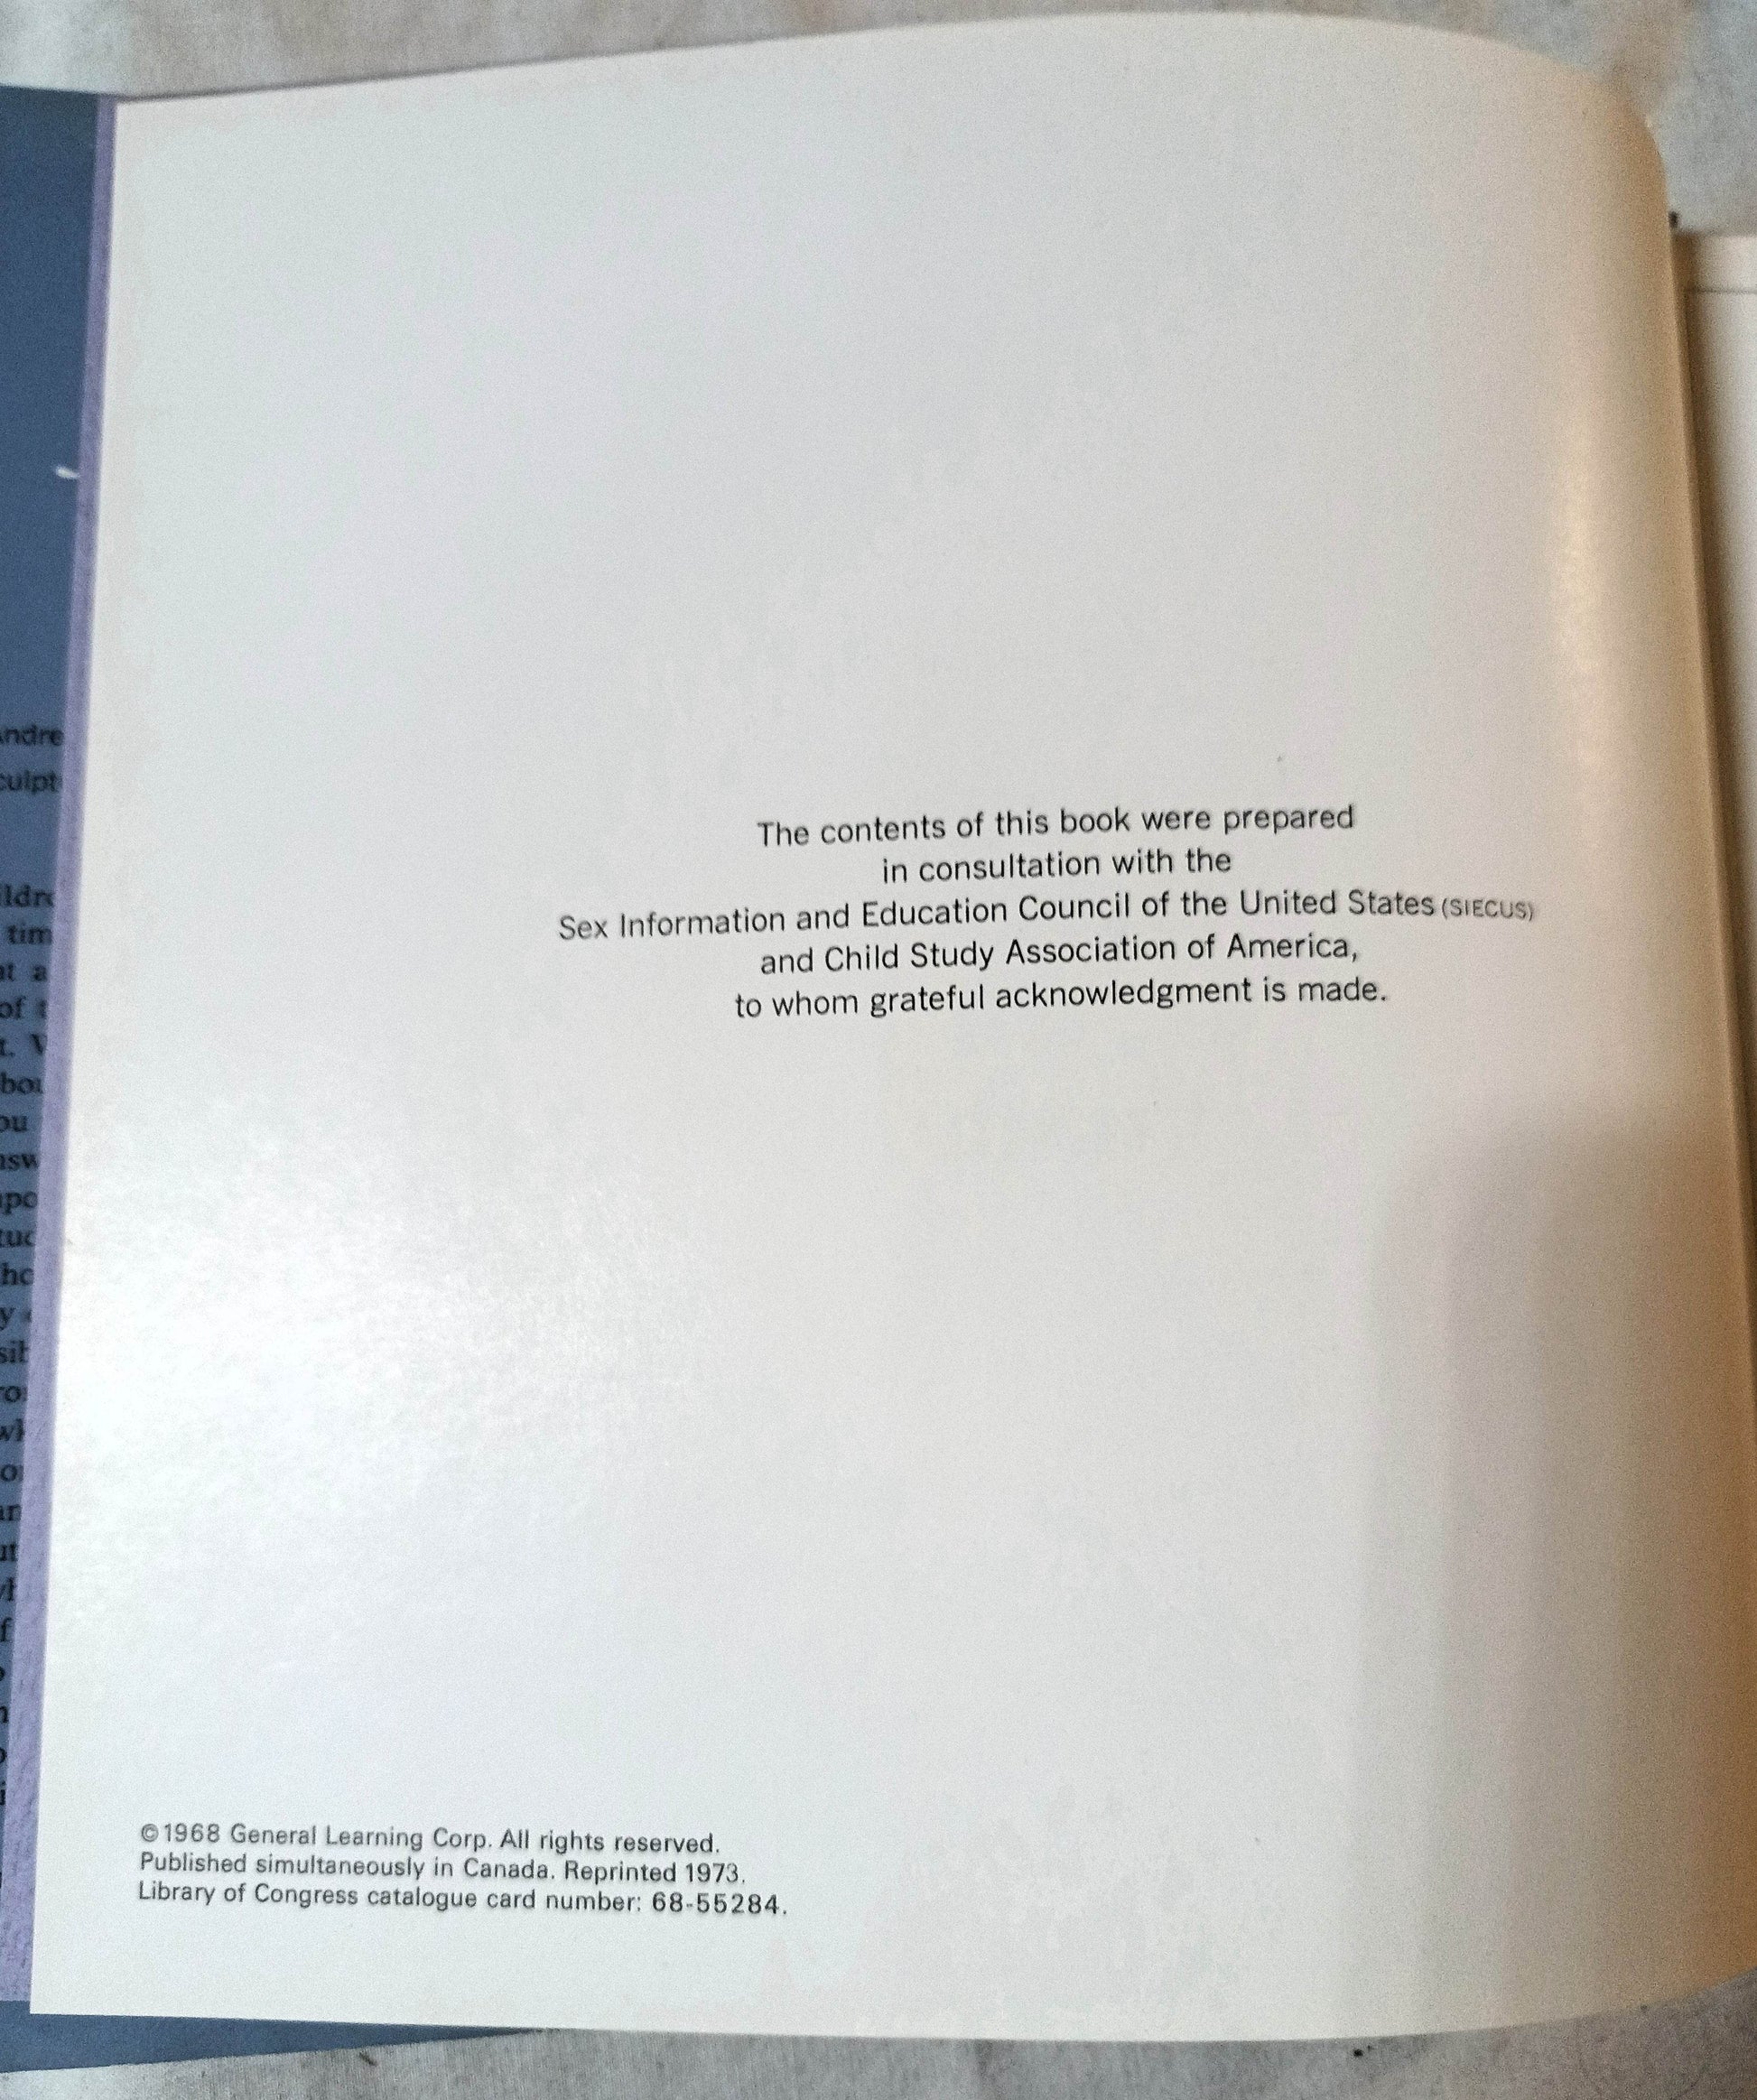 The contents of this book were prepared
in consultation with the
Sex Information and Education Council of the United States (SIECUS)
and Child Study Association of America,
to whom grateful acknowledgment is made.
©1968 General Learning Corp. All rights reserved.
Published simultaneously in Canada. Reprinted 1973.
Library of Congress catalogue card number: 68-55284.